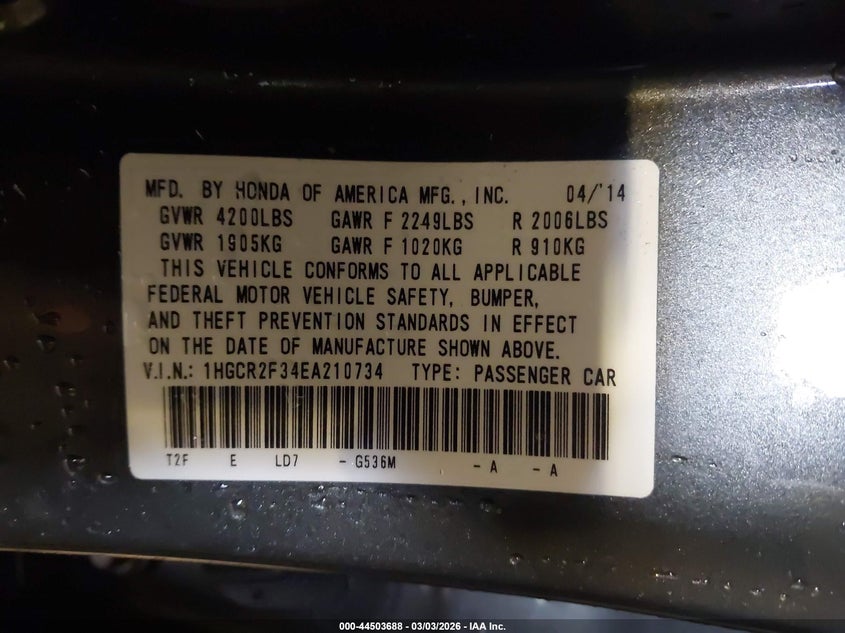 MFD. BY HONDA OF AMERICA MFG., INC. 04/'14
GVWR 4200LBS GAWR F 2249LBS R 2006LBS
GVWR 1905KG GAWR F 1020KG R 910KG
THIS VEHICLE CONFORMS TO ALL APPLICABLE
FEDERAL MOTOR VEHICLE SAFETY, BUMPER,
AND THEFT PREVENTION STANDARDS IN EFFECT
ON THE DATE OF MANUFACTURE SHOWN ABOVE.
V.I.N.: 1HGCR2F34EA210734 TYPE: PASSENGER CAR
T2F E LD7 - G536M - A - A
000-44503688 - 03/03/2026 - IAA Inc.